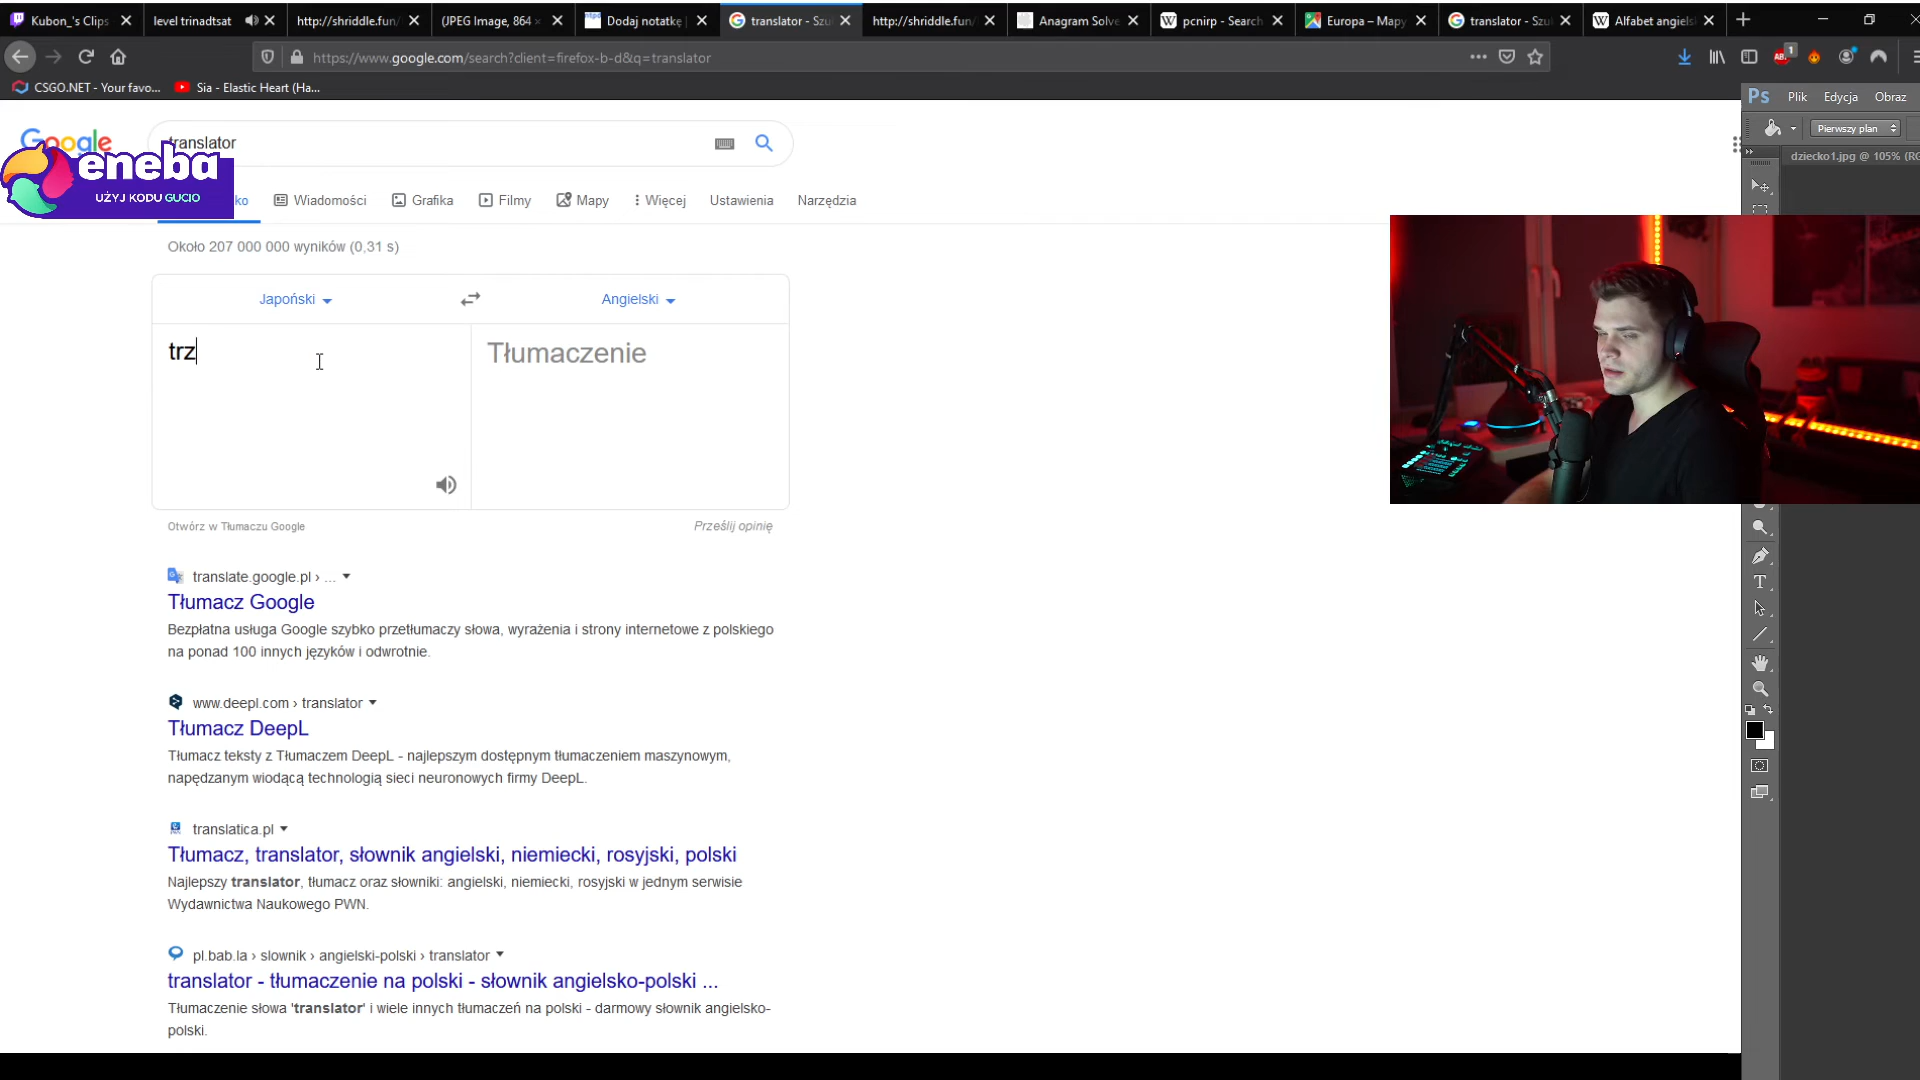 Kubon_'s Clips
level trinadtsat
http://shriddle.fun/
(JPEG Image, 864 ×
Dodaj notatkę
translator - Szu
http://shriddle.fun/
Anagram Solve
pcnirp - Search
Europa – Mapy
translator - Szu
Alfabet angiels
https://www.google.com/search?client=firefox-b-d&q=translator
ABP
1
CSGO.NET - Your favo...
Sia - Elastic Heart (Ha...
Ps
Plik
Edycja
Obraz
Pierwszy plan
dziecko1.jpg @ 105% (RG
Google
translator
eneba
UŻYJ KODU GUCIO
ko
Wiadomości
Grafika
Filmy
Mapy
Więcej
Ustawienia
Narzędzia
Około 207 000 000 wyników (0,31 s)
Japoński
Angielski
trz
Tłumaczenie
Otwórz w Tłumaczu Google
Prześlij opinię
translate.google.pl › ...
Tłumacz Google
Bezpłatna usługa Google szybko przetłumaczy słowa, wyrażenia i strony internetowe z polskiego
na ponad 100 innych języków i odwrotnie.
www.deepl.com › translator
Tłumacz DeepL
Tłumacz teksty z Tłumaczem DeepL - najlepszym dostępnym tłumaczeniem maszynowym,
napędzanym wiodącą technologią sieci neuronowych firmy DeepL.
translatica.pl
Tłumacz, translator, słownik angielski, niemiecki, rosyjski, polski
Najlepszy translator, tłumacz oraz słowniki: angielski, niemiecki, rosyjski w jednym serwisie
Wydawnictwa Naukowego PWN.
pl.bab.la › slownik › angielski-polski › translator
translator - tłumaczenie na polski - słownik angielsko-polski ...
Tłumaczenie słowa 'translator' i wiele innych tłumaczeń na polski - darmowy słownik angielsko-
polski.